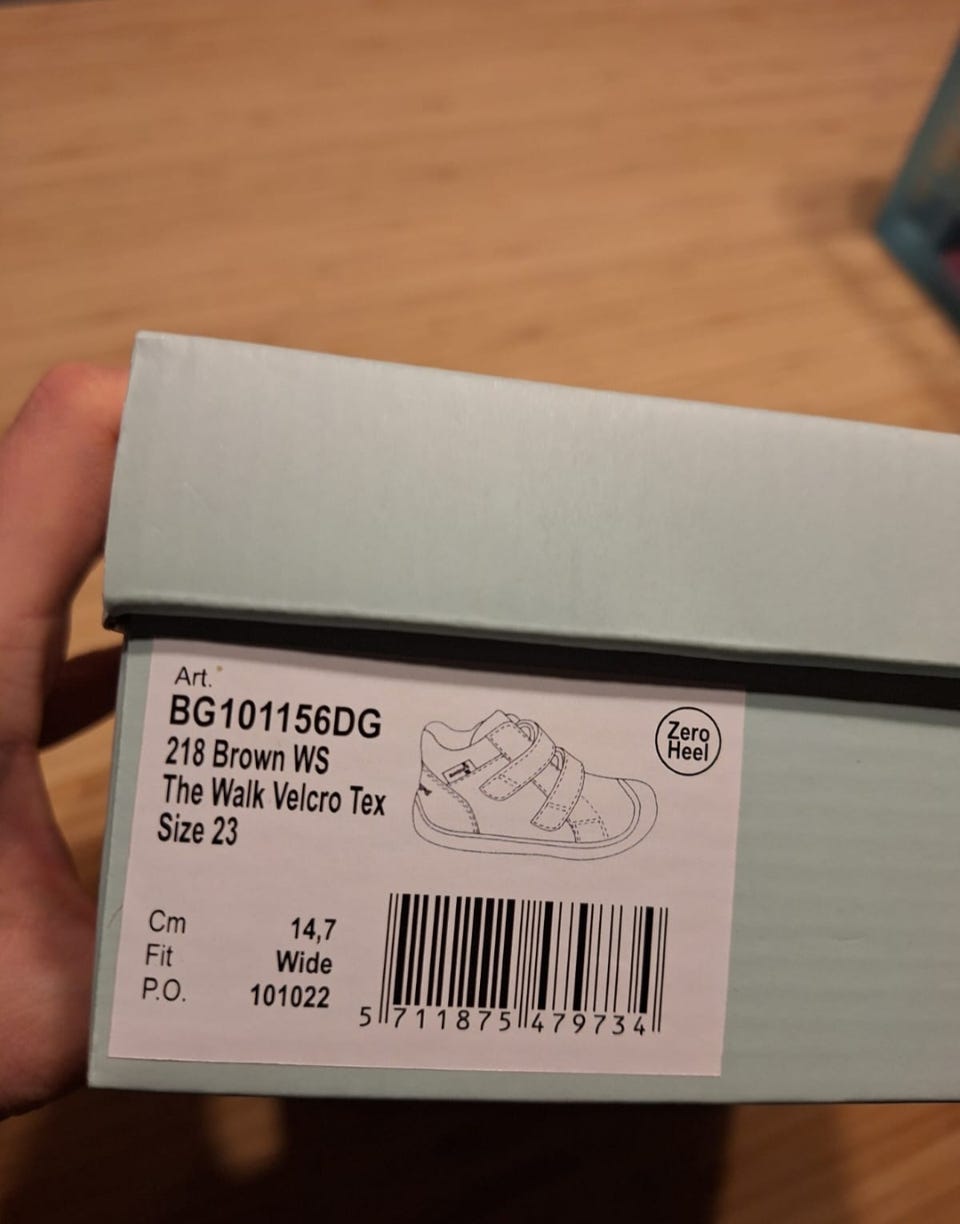 Art.
BG101156DG
218 Brown WS
The Walk Velcro Tex
Size 23
Zero
Heel
Cm 14,7
Fit Wide
P.O. 101022
5 711875 479734